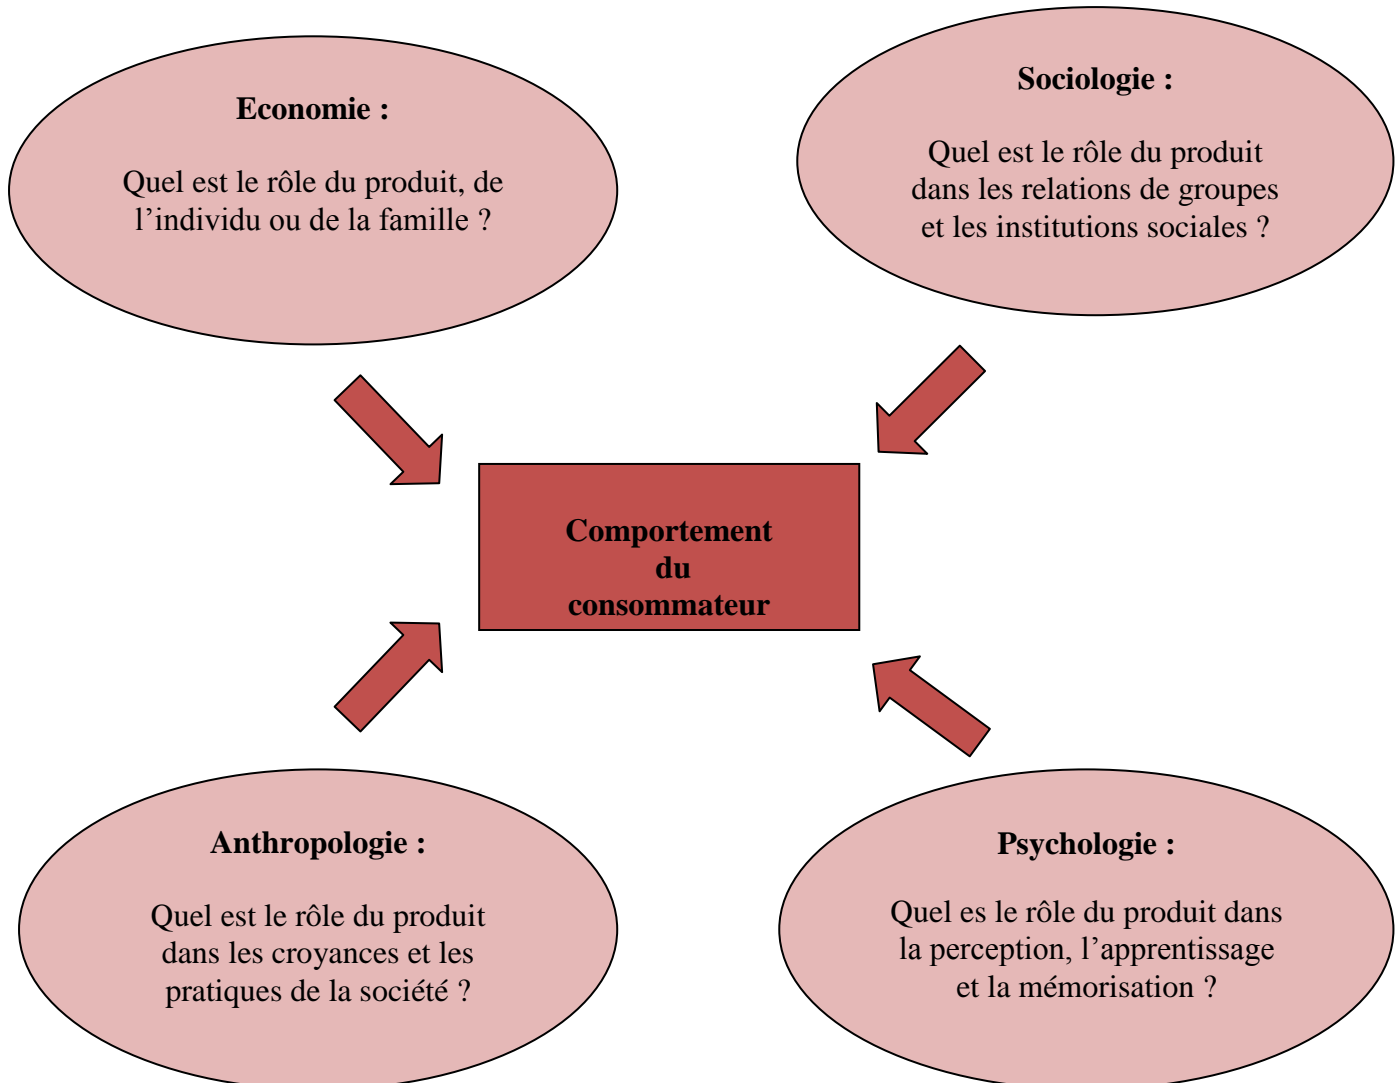 Economie :
Quel est le rôle du produit, de
l’individu ou de la famille ?
Sociologie :
Quel est le rôle du produit
dans les relations de groupes
et les institutions sociales ?
Comportement
du
consommateur
Anthropologie :
Quel est le rôle du produit
dans les croyances et les
pratiques de la société ?
Psychologie :
Quel es le rôle du produit dans
la perception, l’apprentissage
et la mémorisation ?